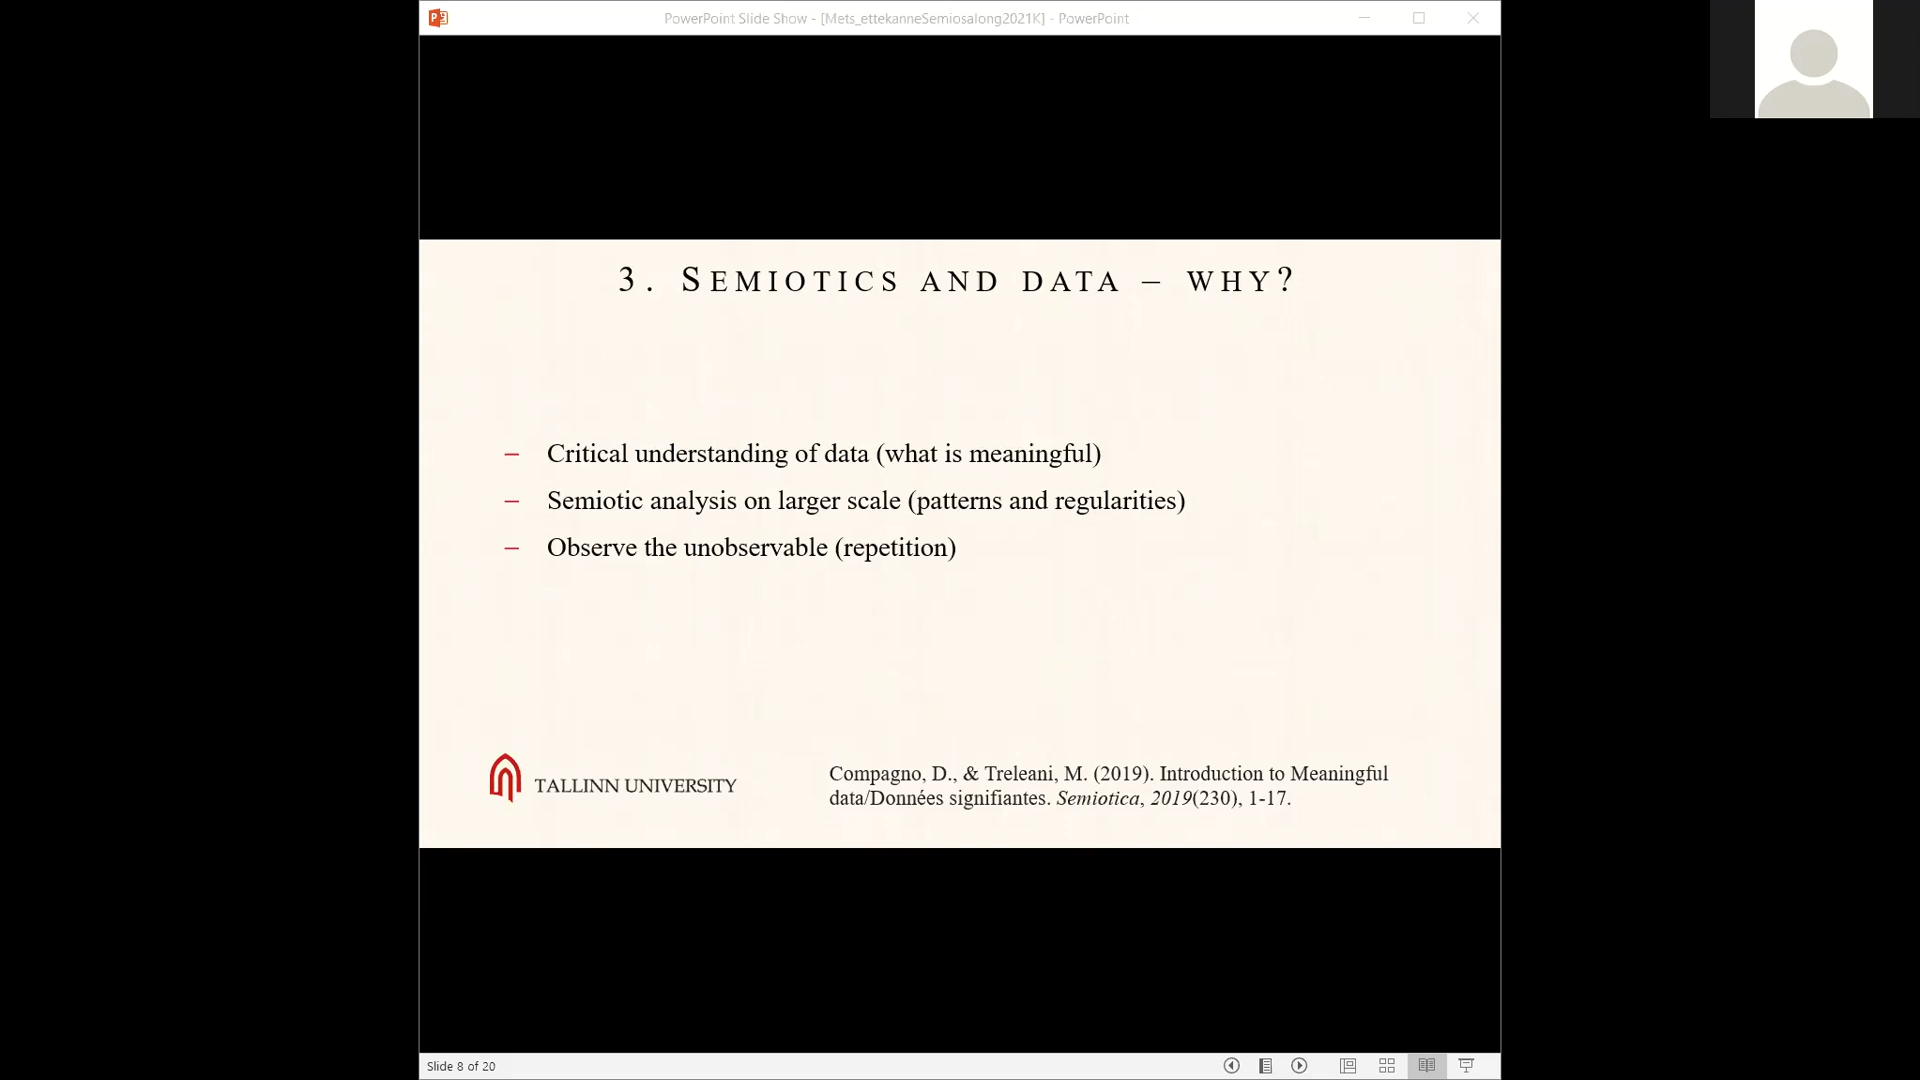 PowerPoint Slide Show - [Mets_ettekanneSemiosalong2021K] - PowerPoint
3. Semiotics and data – why?
– Critical understanding of data (what is meaningful)
– Semiotic analysis on larger scale (patterns and regularities)
– Observe the unobservable (repetition)
TALLINN UNIVERSITY
Compagno, D., & Treleani, M. (2019). Introduction to Meaningful
data/Données signifiantes. Semiotica, 2019(230), 1-17.
Slide 8 of 20